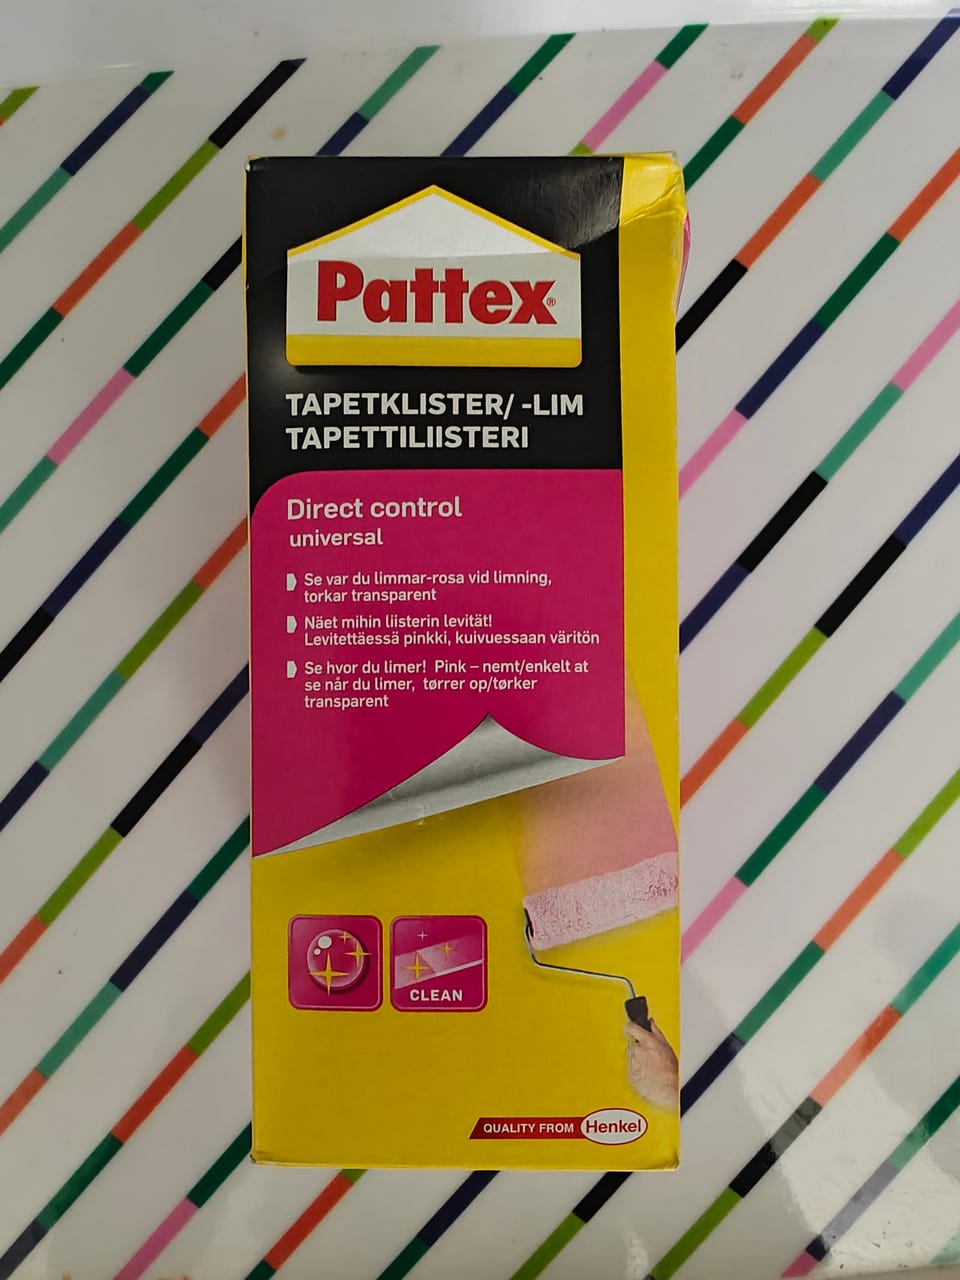 Pattex®
TAPETKLISTER/ -LIM
TAPETTILIISTERI
Direct control
universal
Se var du limmar-rosa vid limning,
torkar transparent
Näet mihin liisterin levität!
Levitettäessä pinkki, kuivuessaan väritön
Se hvor du limer! Pink – nemt/enkelt at
se når du limer, tørrer op/tørker
transparent
CLEAN
QUALITY FROM Henkel